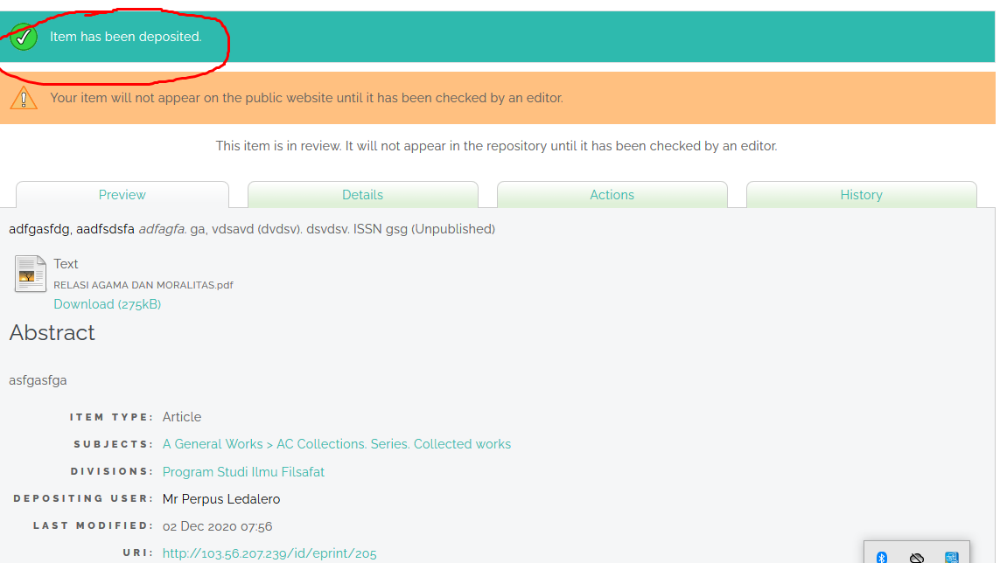 Item has been deposited.
Your item will not appear on the public website until it has been checked by an editor.
This item is in review. It will not appear in the repository until it has been checked by an editor.
Preview Details Actions History
adfgasfdg, aadfsdsfa adfagfa. ga, vdsavd (dvdsv). dsvdsv. ISSN gsg (Unpublished)
Text
RELASI AGAMA DAN MORALITAS.pdf
Download (275kB)
Abstract
asfgasfga
ITEM TYPE: Article
SUBJECTS: A General Works > AC Collections. Series. Collected works
DIVISIONS: Program Studi Ilmu Filsafat
DEPOSITING USER: Mr Perpus Ledalero
LAST MODIFIED: 02 Dec 2020 07:56
URI: http://103.56.207.239/id/eprint/205